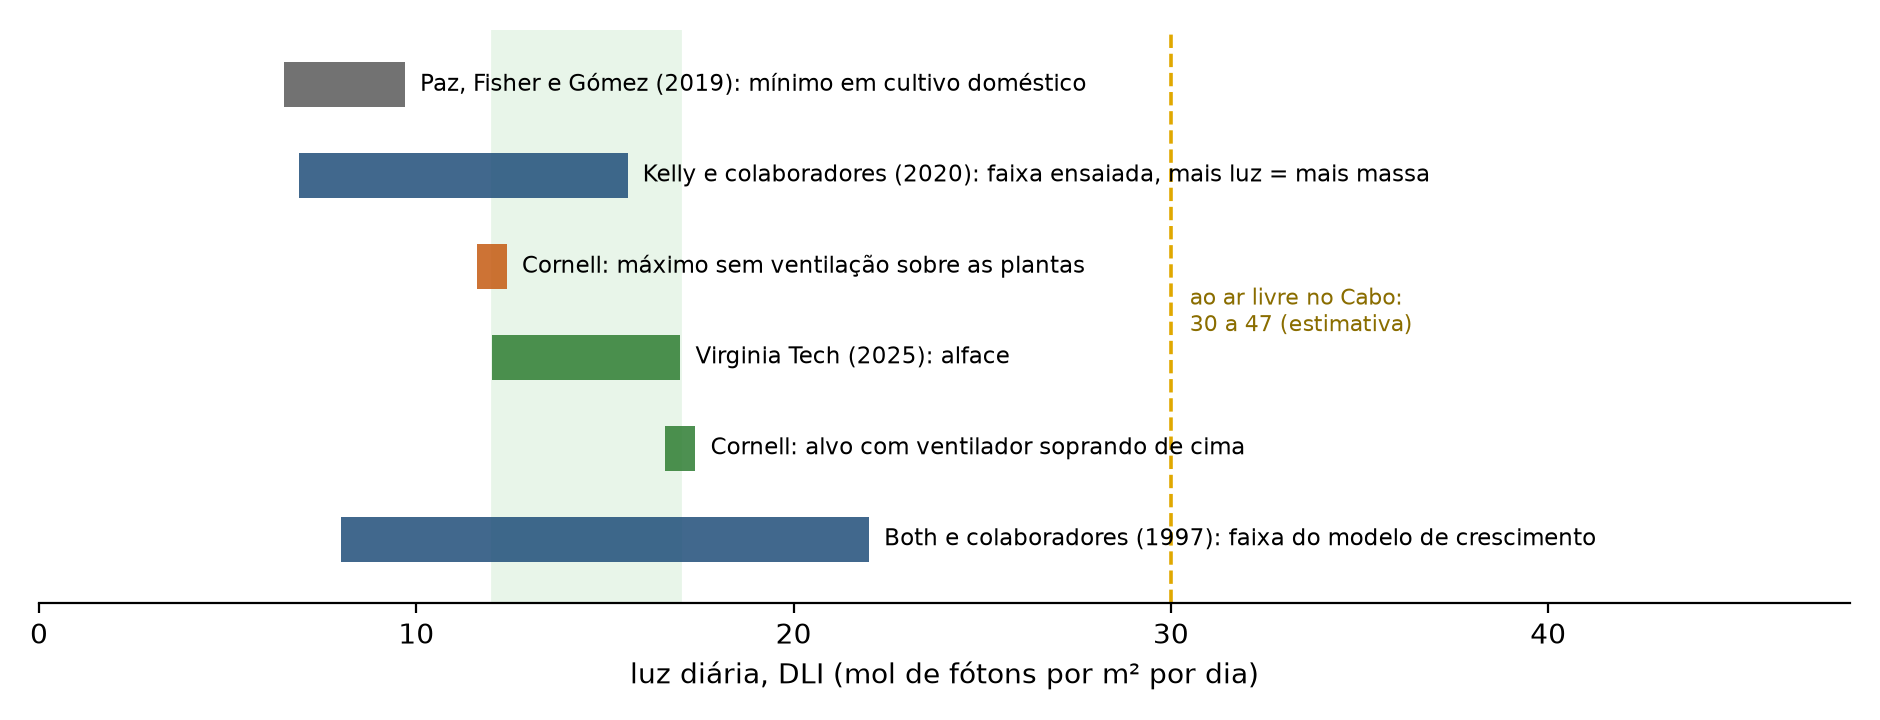 Paz, Fisher e Gómez (2019): mínimo em cultivo doméstico
Kelly e colaboradores (2020): faixa ensaiada, mais luz = mais massa
Cornell: máximo sem ventilação sobre as plantas
ao ar livre no Cabo:
30 a 47 (estimativa)
Virginia Tech (2025): alface
Cornell: alvo com ventilador soprando de cima
Both e colaboradores (1997): faixa do modelo de crescimento
0 10 20 30 40
luz diária, DLI (mol de fótons por m² por dia)